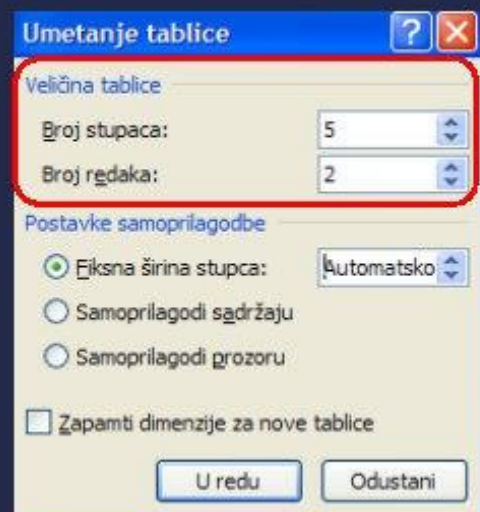 Umetanje tablice
Veličina tablice
Broj stupaca: 5
Broj redaka: 2
Postavke samoprilagodbe
Fiksna širina stupca: Automatsko
Samoprilagodi sadržaju
Samoprilagodi prozoru
Zapamti dimenzije za nove tablice
U redu Odustani